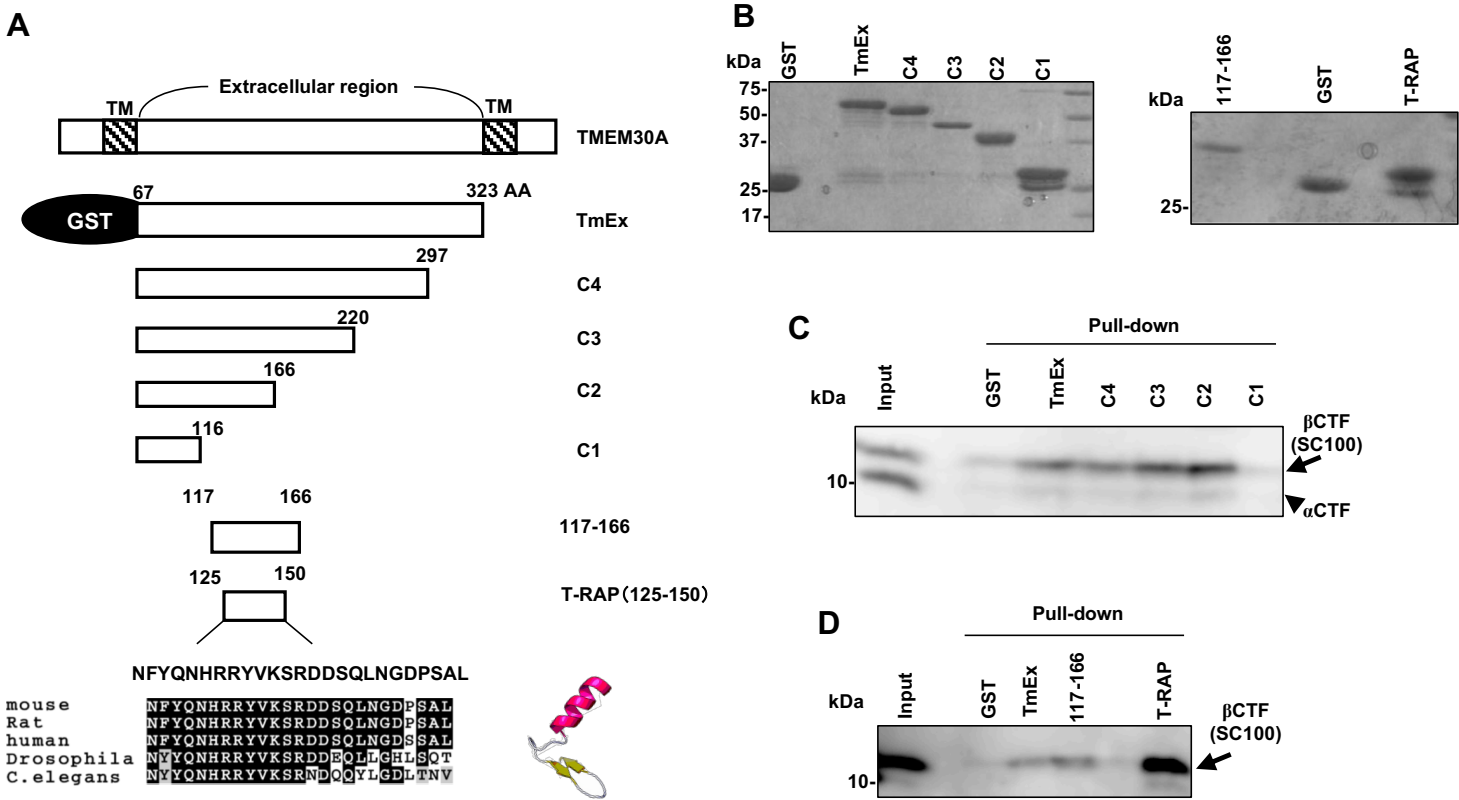 A
Extracellular region
TM
TM
TMEM30A
67
323 AA
GST
TmEx
297
C4
220
C3
166
C2
116
C1
117
166
117-166
125
150
T-RAP(125-150)
NFYQNHRRYVKSRDDSQLNGDPSAL
mouse NFYQNHRRYVKSRDDSQLNGDPSAL
Rat NFYQNHRRYVKSRDDSQLNGDPSAL
human NFYQNHRRYVKSRDDSQLNGDSSAL
Drosophila NYYQNHRRYVKSRDDEQLLGHLSQT
C.elegans NYYQNHRRYVKSRNDQQYLGDLTNV
B
kDa
GST
TmEx
C4
C3
C2
C1
75-
50-
37-
25-
17-
kDa
117-166
GST
T-RAP
25-
C
Pull-down
kDa
Input
GST
TmEx
C4
C3
C2
C1
10-
βCTF
(SC100)
αCTF
D
Pull-down
kDa
Input
GST
TmEx
117-166
T-RAP
10-
βCTF
(SC100)